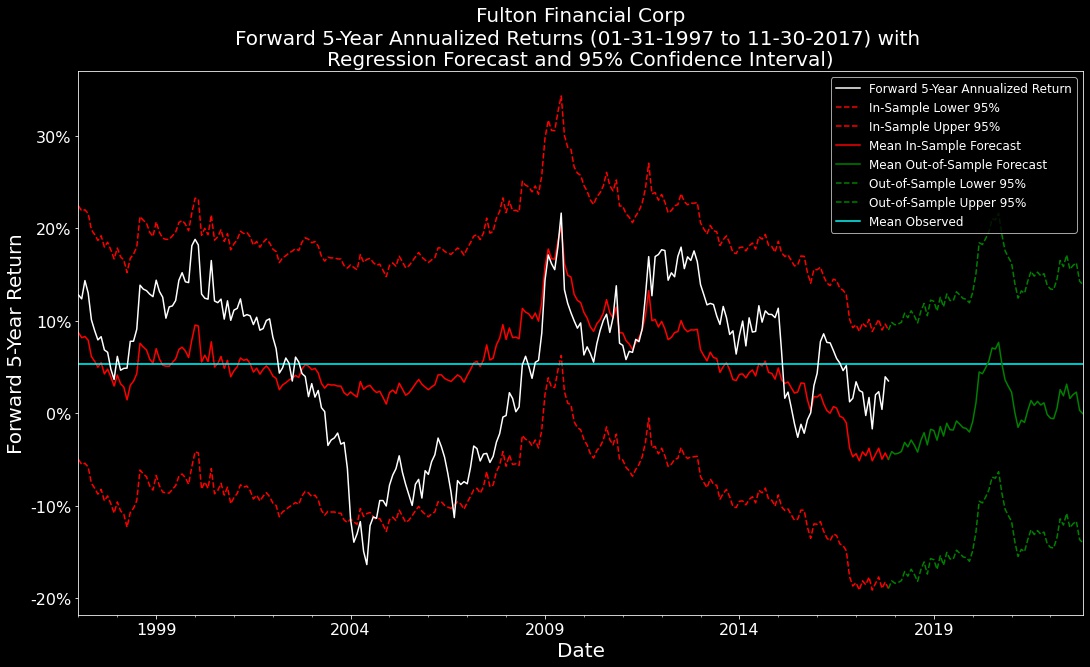 Fulton Financial Corp
Forward 5-Year Annualized Returns (01-31-1997 to 11-30-2017) with
Regression Forecast and 95% Confidence Interval)
Forward 5-Year Annualized Return
In-Sample Lower 95%
In-Sample Upper 95%
Mean In-Sample Forecast
Mean Out-of-Sample Forecast
Out-of-Sample Lower 95%
Out-of-Sample Upper 95%
Mean Observed
Forward 5-Year Return
30%
20%
10%
0%
-10%
-20%
1999
2004
2009
2014
2019
Date